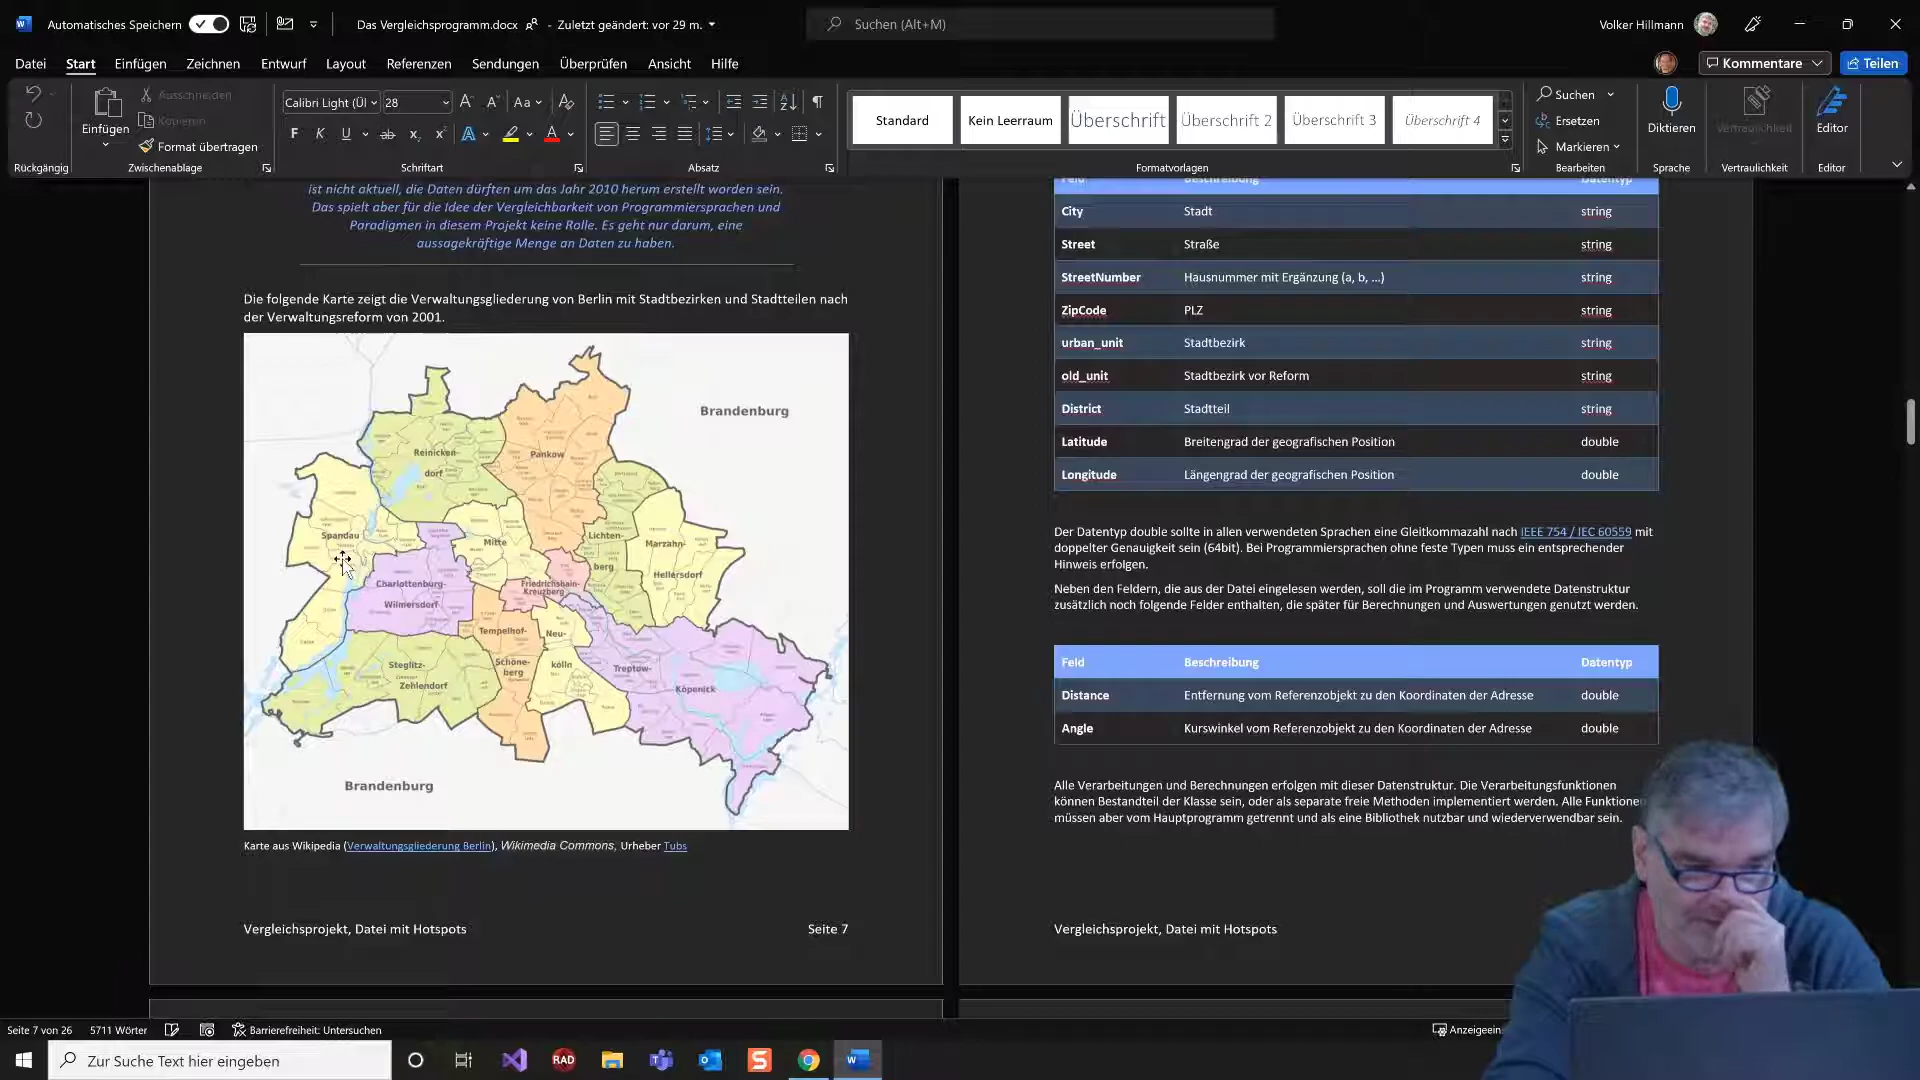 Automatisches Speichern
Das Vergleichsprogramm.docx
- Zuletzt geändert: vor 29 m.
Suchen (Alt+M)
Volker Hillmann
Datei
Start
Einfügen
Zeichnen
Entwurf
Layout
Referenzen
Sendungen
Überprüfen
Ansicht
Hilfe
Kommentare
Teilen
Einfügen
Ausschneiden
Kopieren
Format übertragen
Calibri Light (Ül
28
Standard
Kein Leerraum
Überschrift
Überschrift 2
Überschrift 3
Überschrift 4
Suchen
Ersetzen
Markieren
Diktieren
Vertraulichkeit
Editor
Rückgängig
Zwischenablage
Schriftart
Absatz
Formatvorlagen
Bearbeiten
Sprache
Vertraulichkeit
Editor
ist nicht aktuell, die Daten dürften um das Jahr 2010 herum erstellt worden sein.
Das spielt aber für die Idee der Vergleichbarkeit von Programmiersprachen und
Paradigmen in diesem Projekt keine Rolle. Es geht nur darum, eine
aussagekräftige Menge an Daten zu haben.
Die folgende Karte zeigt die Verwaltungsgliederung von Berlin mit Stadtbezirken und Stadtteilen nach
der Verwaltungsreform von 2001.
Brandenburg
Reinicken-
dorf
Pankow
Spandau
Mitte
Lichten-
berg
Marzahn-
Hellersdorf
Charlottenburg-
Wilmersdorf
Friedrichshain-
Kreuzberg
Tempelhof-
Schöne-
berg
Neu-
kölln
Steglitz-
Zehlendorf
Treptow-
Köpenick
Brandenburg
Karte aus Wikipedia (Verwaltungsgliederung Berlin), Wikimedia Commons, Urheber Tubs
Vergleichsprojekt, Datei mit Hotspots
Seite 7
Feld Beschreibung Datentyp
City Stadt string
Street Straße string
StreetNumber Hausnummer mit Ergänzung (a, b, ...) string
ZipCode PLZ string
urban_unit Stadtbezirk string
old_unit Stadtbezirk vor Reform string
District Stadtteil string
Latitude Breitengrad der geografischen Position double
Longitude Längengrad der geografischen Position double
Der Datentyp double sollte in allen verwendeten Sprachen eine Gleitkommazahl nach IEEE 754 / IEC 60559 mit
doppelter Genauigkeit sein (64bit). Bei Programmiersprachen ohne feste Typen muss ein entsprechender
Hinweis erfolgen.
Neben den Feldern, die aus der Datei eingelesen werden, soll die im Programm verwendete Datenstruktur
zusätzlich noch folgende Felder enthalten, die später für Berechnungen und Auswertungen genutzt werden.
Feld Beschreibung Datentyp
Distance Entfernung vom Referenzobjekt zu den Koordinaten der Adresse double
Angle Kurswinkel vom Referenzobjekt zu den Koordinaten der Adresse double
Alle Verarbeitungen und Berechnungen erfolgen mit dieser Datenstruktur. Die Verarbeitungsfunktionen
können Bestandteil der Klasse sein, oder als separate freie Methoden implementiert werden. Alle Funktionen
müssen aber vom Hauptprogramm getrennt und als eine Bibliothek nutzbar und wiederverwendbar sein.
Vergleichsprojekt, Datei mit Hotspots
Seite 7 von 26
5711 Wörter
Barrierefreiheit: Untersuchen
Anzeigeein
Zur Suche Text hier eingeben
RAD